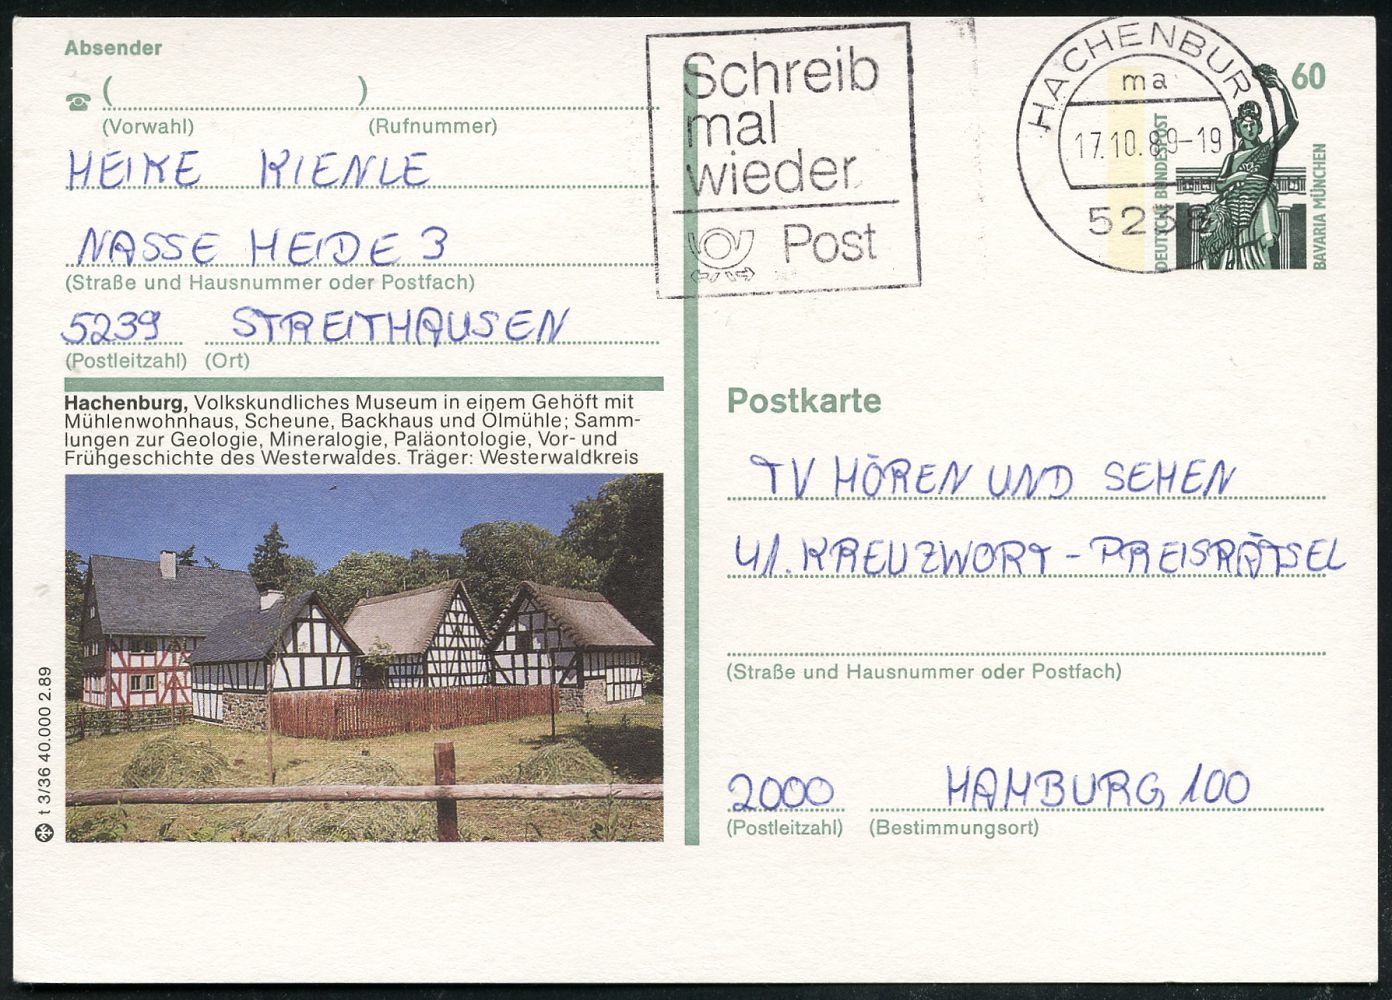 Absender
( )
(Vorwahl) (Rufnummer)
HEIKE KIENLE
NASSE HEIDE 3
(Straße und Hausnummer oder Postfach)
5239 STREITHAUSEN
(Postleitzahl) (Ort)
Hachenburg, Volkskundliches Museum in einem Gehöft mit
Mühlenwohnhaus, Scheune, Backhaus und Ölmühle; Samm-
lungen zur Geologie, Mineralogie, Paläontologie, Vor- und
Frühgeschichte des Westerwaldes. Träger: Westerwaldkreis
t 3/36 40.000 2.89
Schreib
mal
wieder
Post
HACHENBUR
ma
17.10.89-19
5238
60
DEUTSCHE BUNDESPOST
BAVARIA MÜNCHEN
Postkarte
TV HÖREN UND SEHEN
41. KREUZWORT - PREISRÄTSEL
(Straße und Hausnummer oder Postfach)
2000 HAMBURG 100
(Postleitzahl) (Bestimmungsort)